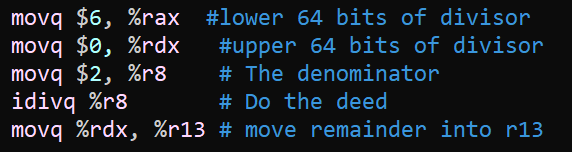 movq $6, %rax  #lower 64 bits of divisor
movq $0, %rdx   #upper 64 bits of divisor
movq $2, %r8    # The denominator
idivq %r8       # Do the deed
movq %rdx, %r13 # move remainder into r13